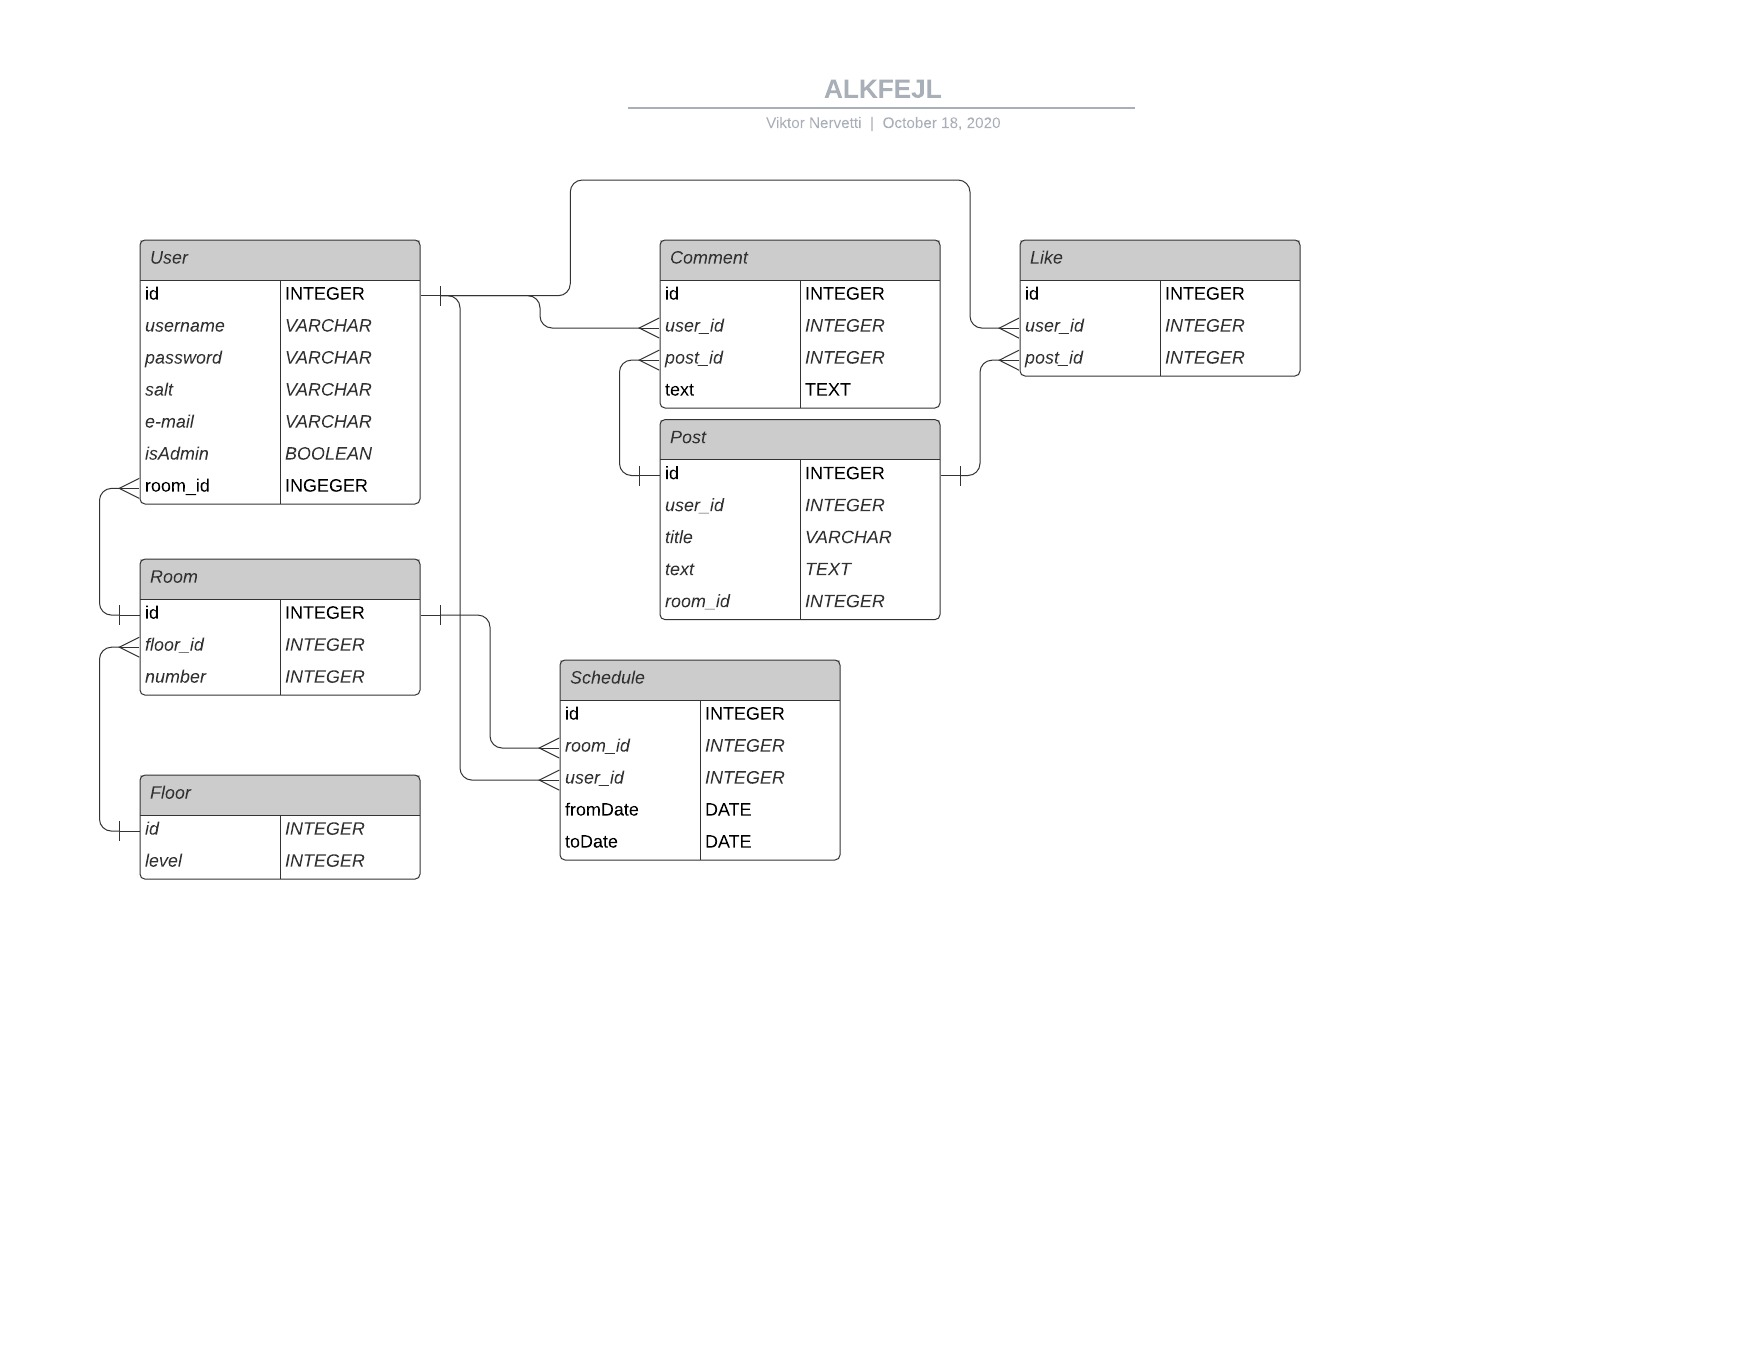 ALKFEJL
Viktor Nervetti | October 18, 2020
User
id INTEGER
username VARCHAR
password VARCHAR
salt VARCHAR
e-mail VARCHAR
isAdmin BOOLEAN
room_id INGEGER
Comment
id INTEGER
user_id INTEGER
post_id INTEGER
text TEXT
Like
id INTEGER
user_id INTEGER
post_id INTEGER
Post
id INTEGER
user_id INTEGER
title VARCHAR
text TEXT
room_id INTEGER
Room
id INTEGER
floor_id INTEGER
number INTEGER
Schedule
id INTEGER
room_id INTEGER
user_id INTEGER
fromDate DATE
toDate DATE
Floor
id INTEGER
level INTEGER